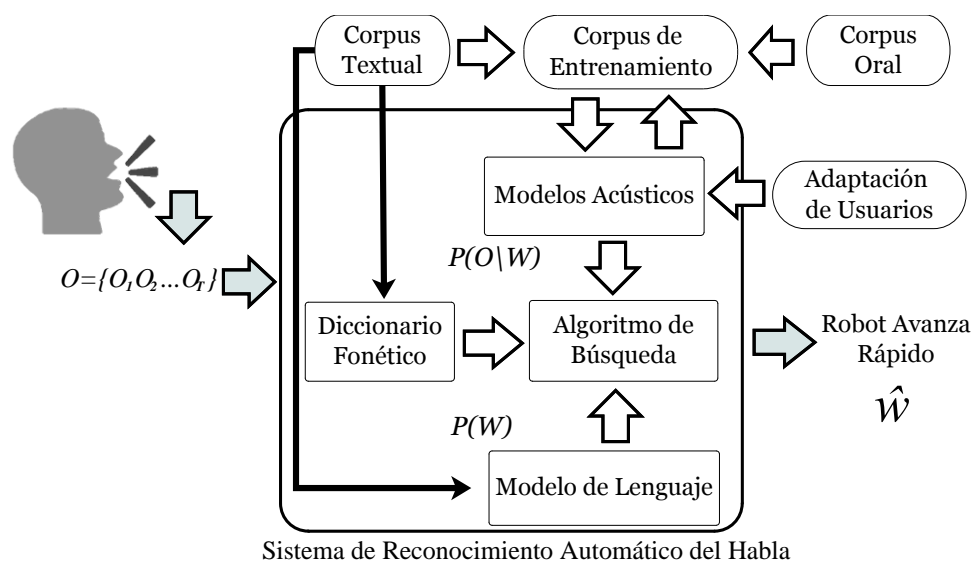 Corpus
Textual
Corpus de
Entrenamiento
Corpus
Oral
Modelos Acústicos
Adaptación
de Usuarios
P(O\W)
O={O₁O₂...O_T}
Diccionario
Fonético
Algoritmo de
Búsqueda
Robot Avanza
Rápido
ŵ
P(W)
Modelo de Lenguaje
Sistema de Reconocimiento Automático del Habla